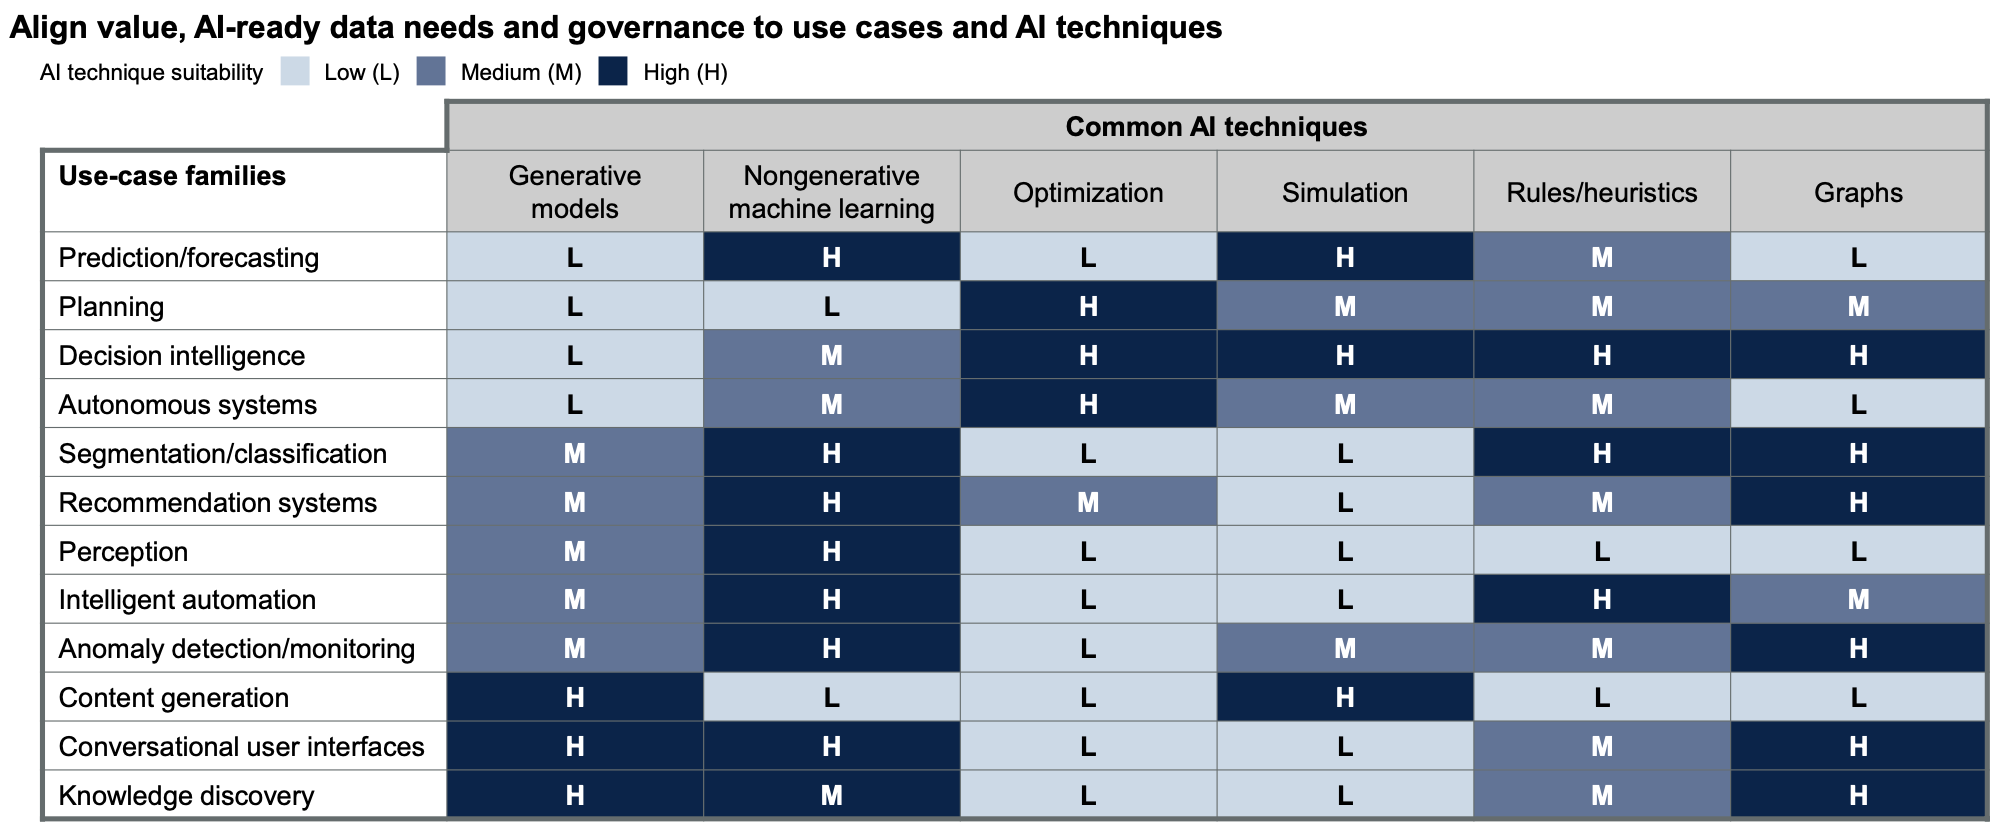 Align value, AI-ready data needs and governance to use cases and AI techniques
AI technique suitability Low (L) Medium (M) High (H)
Common AI techniques
Use-case families Generative models Nongenerative machine learning Optimization Simulation Rules/heuristics Graphs
Prediction/forecasting L H L H M L
Planning L L H M M M
Decision intelligence L M H H H H
Autonomous systems L M H M M L
Segmentation/classification M H L L H H
Recommendation systems M H M L M H
Perception M H L L L L
Intelligent automation M H L L H M
Anomaly detection/monitoring M H L M M H
Content generation H L L H L L
Conversational user interfaces H H L L M H
Knowledge discovery H M L L M H